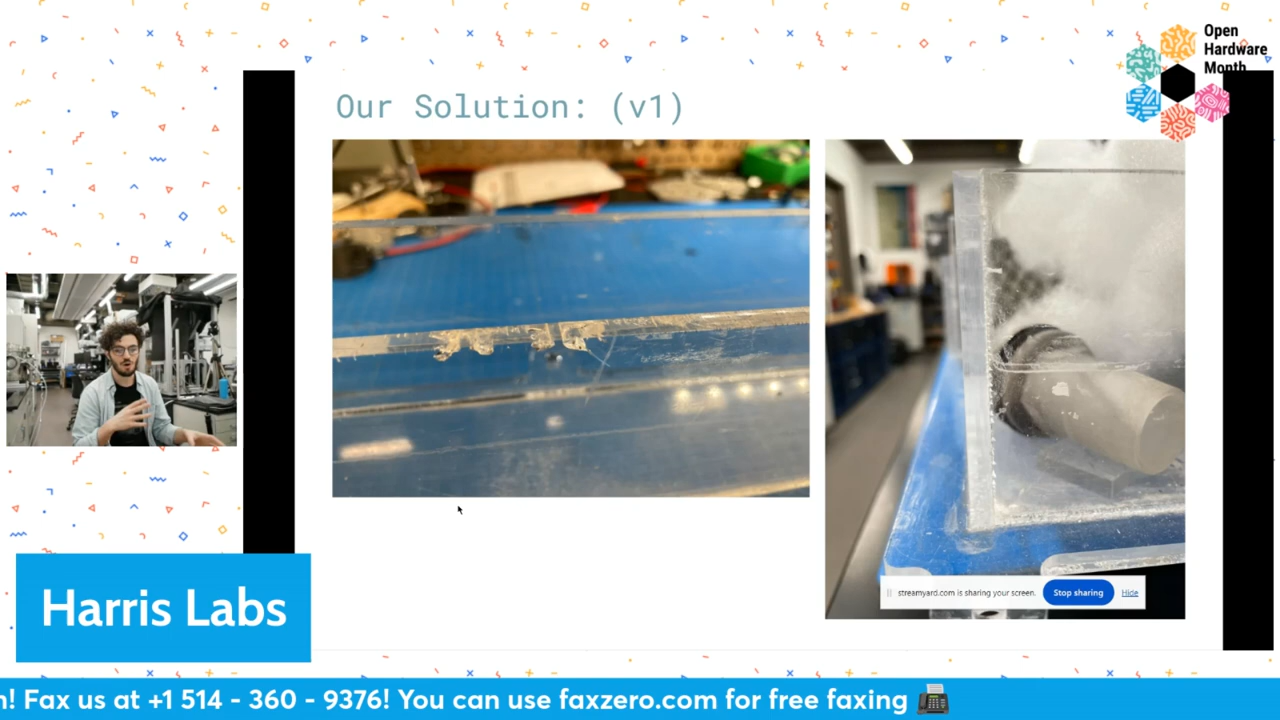 Open
Hardware
Month
Our Solution: (v1)
streamyard.com is sharing your screen.
Stop sharing
Hide
Harris Labs
! Fax us at +1 514 - 360 - 9376! You can use faxzero.com for free faxing 📠